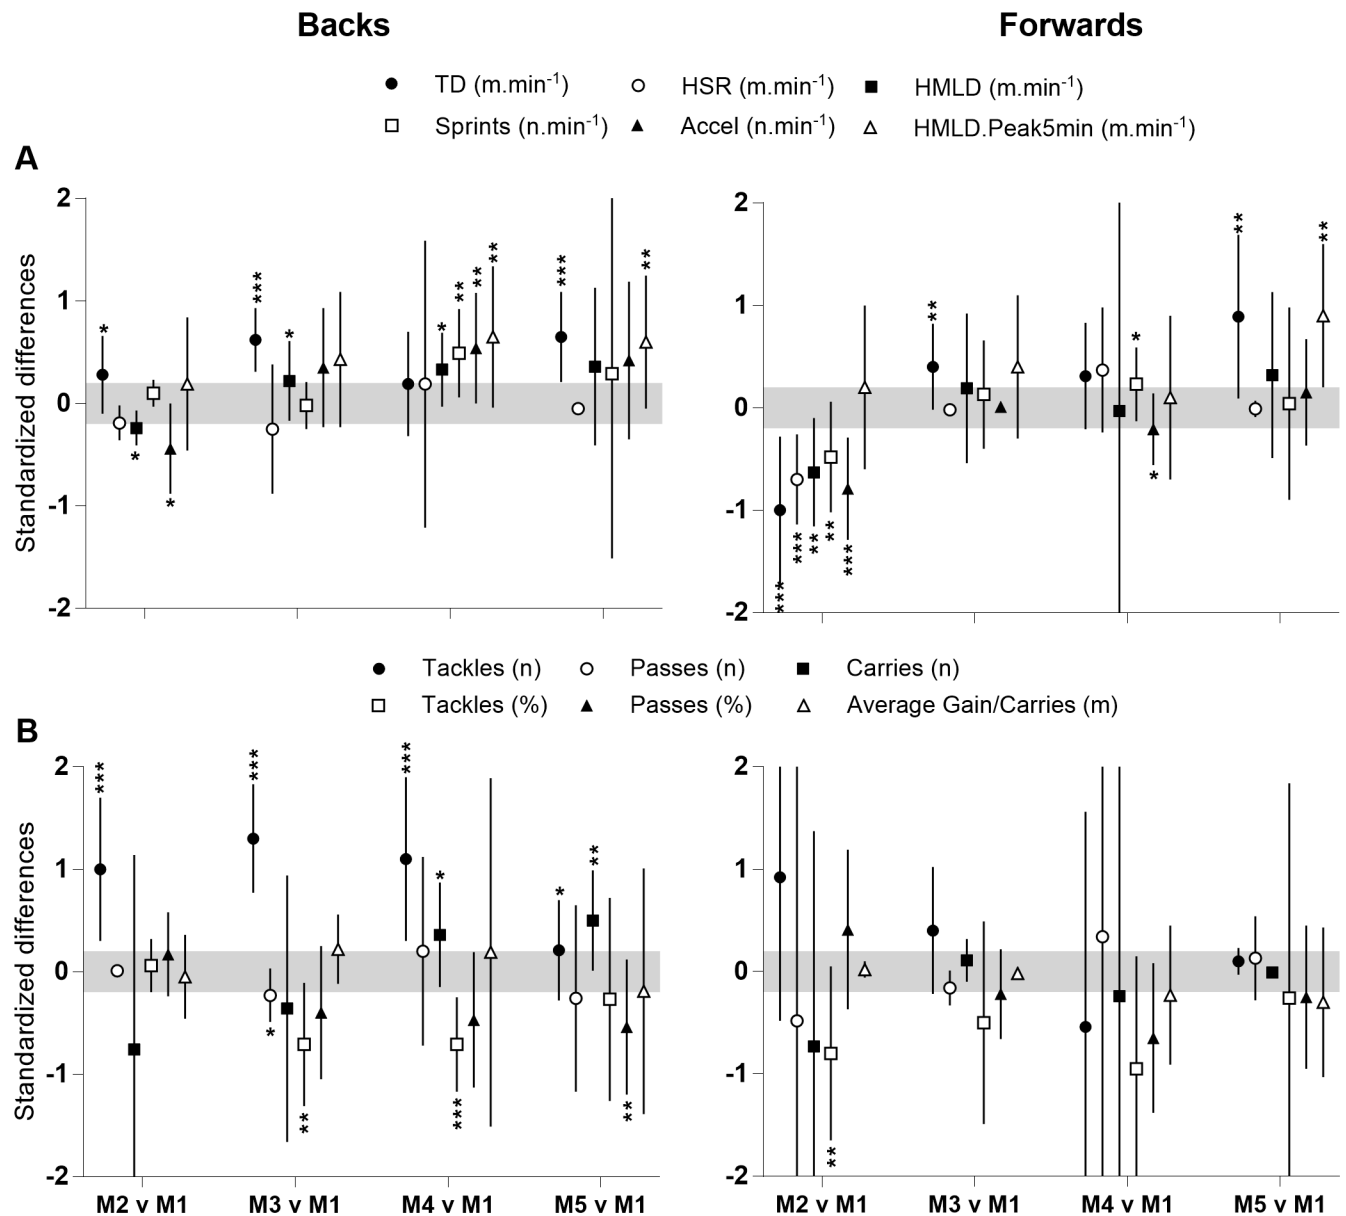 Backs Forwards
TD (m.min⁻¹) HSR (m.min⁻¹) HMLD (m.min⁻¹)
Sprints (n.min⁻¹) Accel (n.min⁻¹) HMLD.Peak5min (m.min⁻¹)
A
Standardized differences
2
1
0
-1
-2
* * * * *** * * ** ** ** *** **
2
1
0
-1
-2
*** *** ** ** *** ** * * ** **
Tackles (n) Passes (n) Carries (n)
Tackles (%) Passes (%) Average Gain/Carries (m)
B
Standardized differences
2
1
0
-1
-2
*** *** * ** *** * *** * ** **
M2 v M1 M3 v M1 M4 v M1 M5 v M1
2
1
0
-1
-2
**
M2 v M1 M3 v M1 M4 v M1 M5 v M1